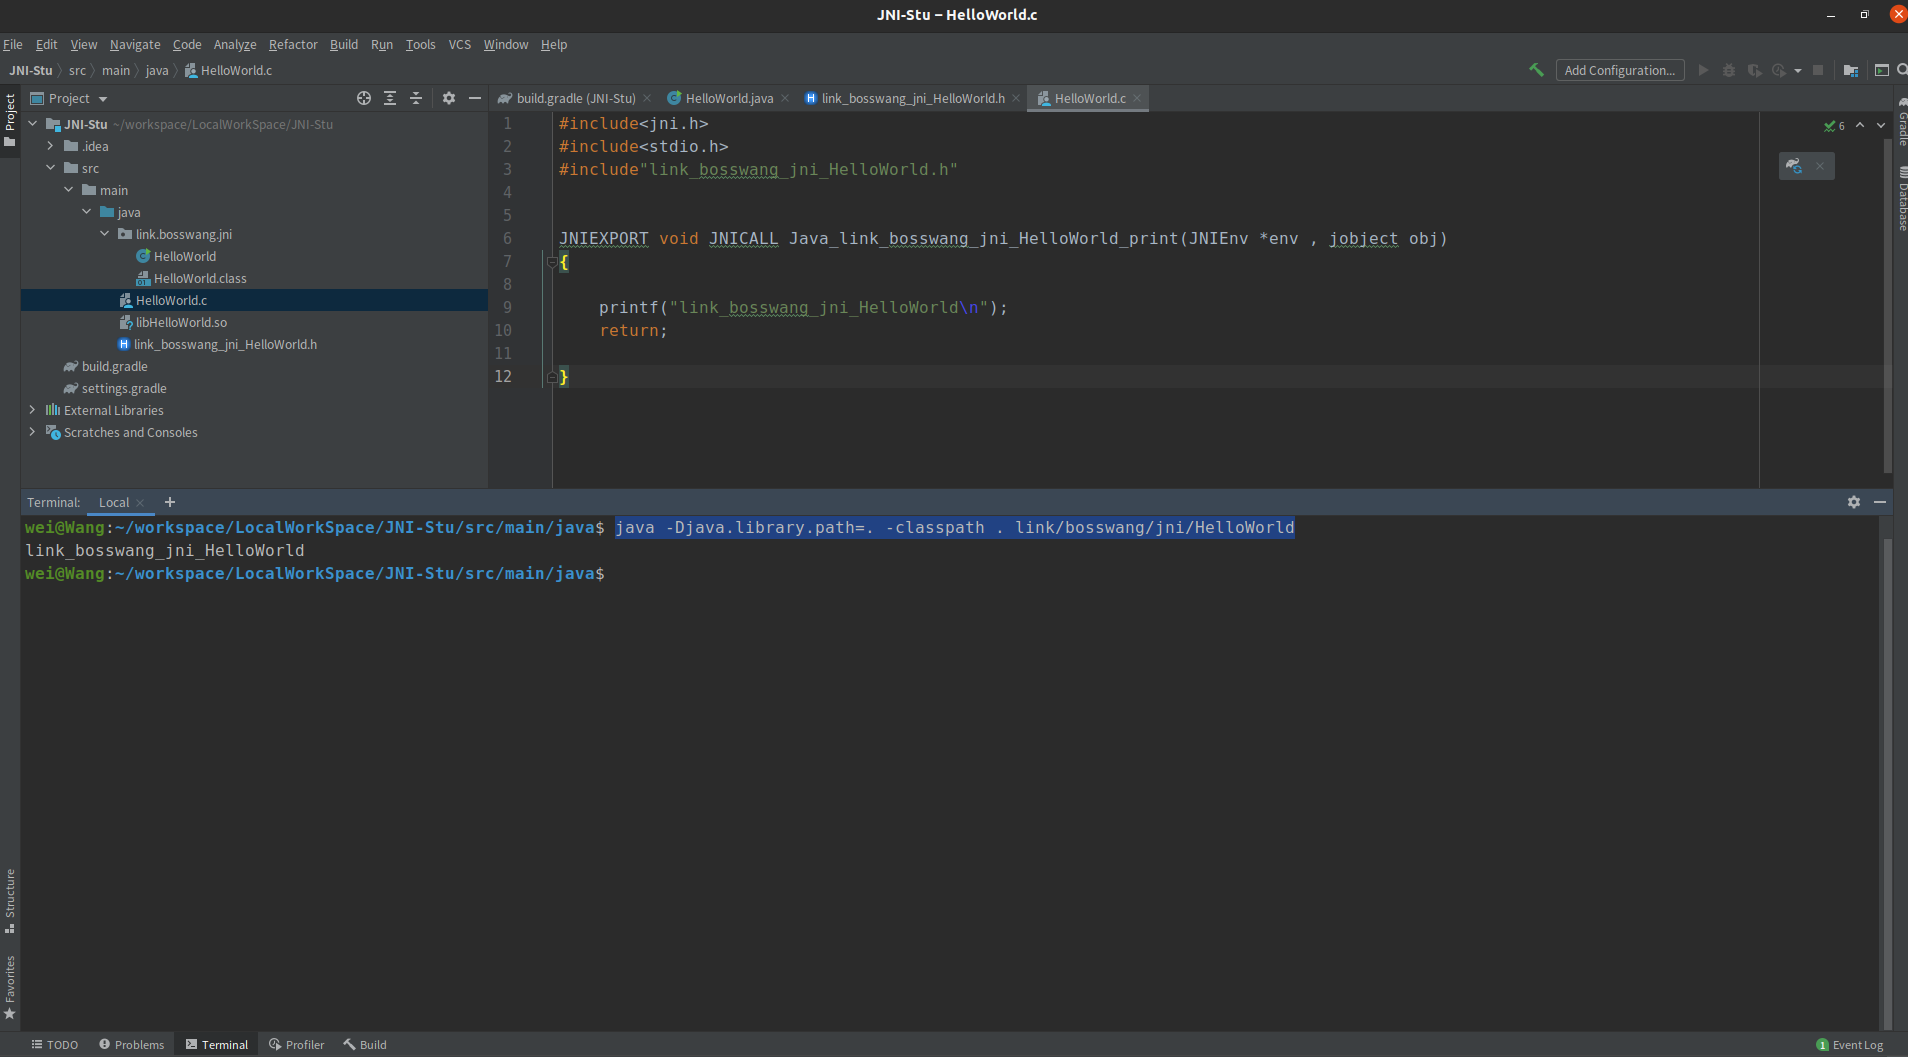 JNI-Stu – HelloWorld.c
File Edit View Navigate Code Analyze Refactor Build Run Tools VCS Window Help
JNI-Stu src main java HelloWorld.c Add Configuration...
Project
Project
build.gradle (JNI-Stu) HelloWorld.java link_bosswang_jni_HelloWorld.h HelloWorld.c
JNI-Stu ~/workspace/LocalWorkSpace/JNI-Stu
.idea
src
main
java
link.bosswang.jni
HelloWorld
HelloWorld.class
HelloWorld.c
libHelloWorld.so
link_bosswang_jni_HelloWorld.h
build.gradle
settings.gradle
External Libraries
Scratches and Consoles
1 #include<jni.h>
2 #include<stdio.h>
3 #include"link_bosswang_jni_HelloWorld.h"
4
5
6 JNIEXPORT void JNICALL Java_link_bosswang_jni_HelloWorld_print(JNIEnv *env , jobject obj)
7 {
8
9 printf("link_bosswang_jni_HelloWorld\n");
10 return;
11
12 }
6
Gradle
Database
Terminal: Local
wei@Wang:~/workspace/LocalWorkSpace/JNI-Stu/src/main/java$ java -Djava.library.path=. -classpath . link/bosswang/jni/HelloWorld
link_bosswang_jni_HelloWorld
wei@Wang:~/workspace/LocalWorkSpace/JNI-Stu/src/main/java$
Structure
Favorites
TODO Problems Terminal Profiler Build 1 Event Log